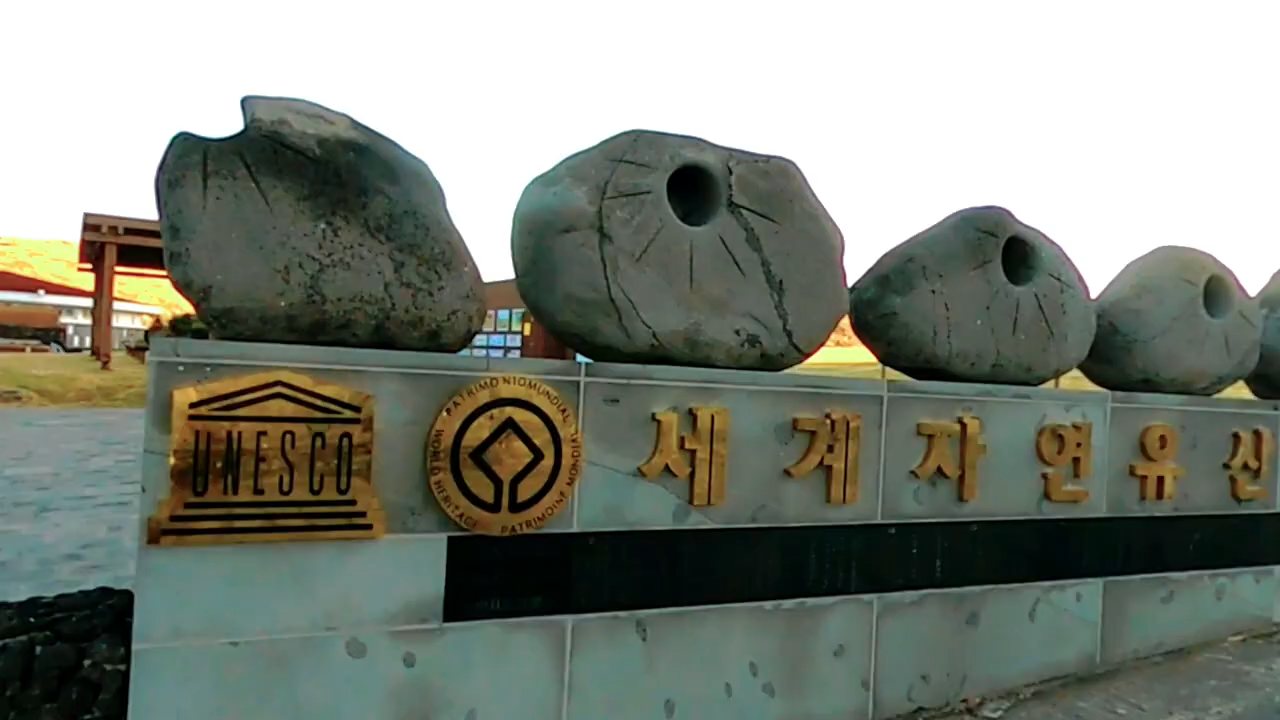 UNESCO
PATRIMONIO MUNDIAL
WORLD HERITAGE
PATRIMOINE MONDIAL
세계자연유산